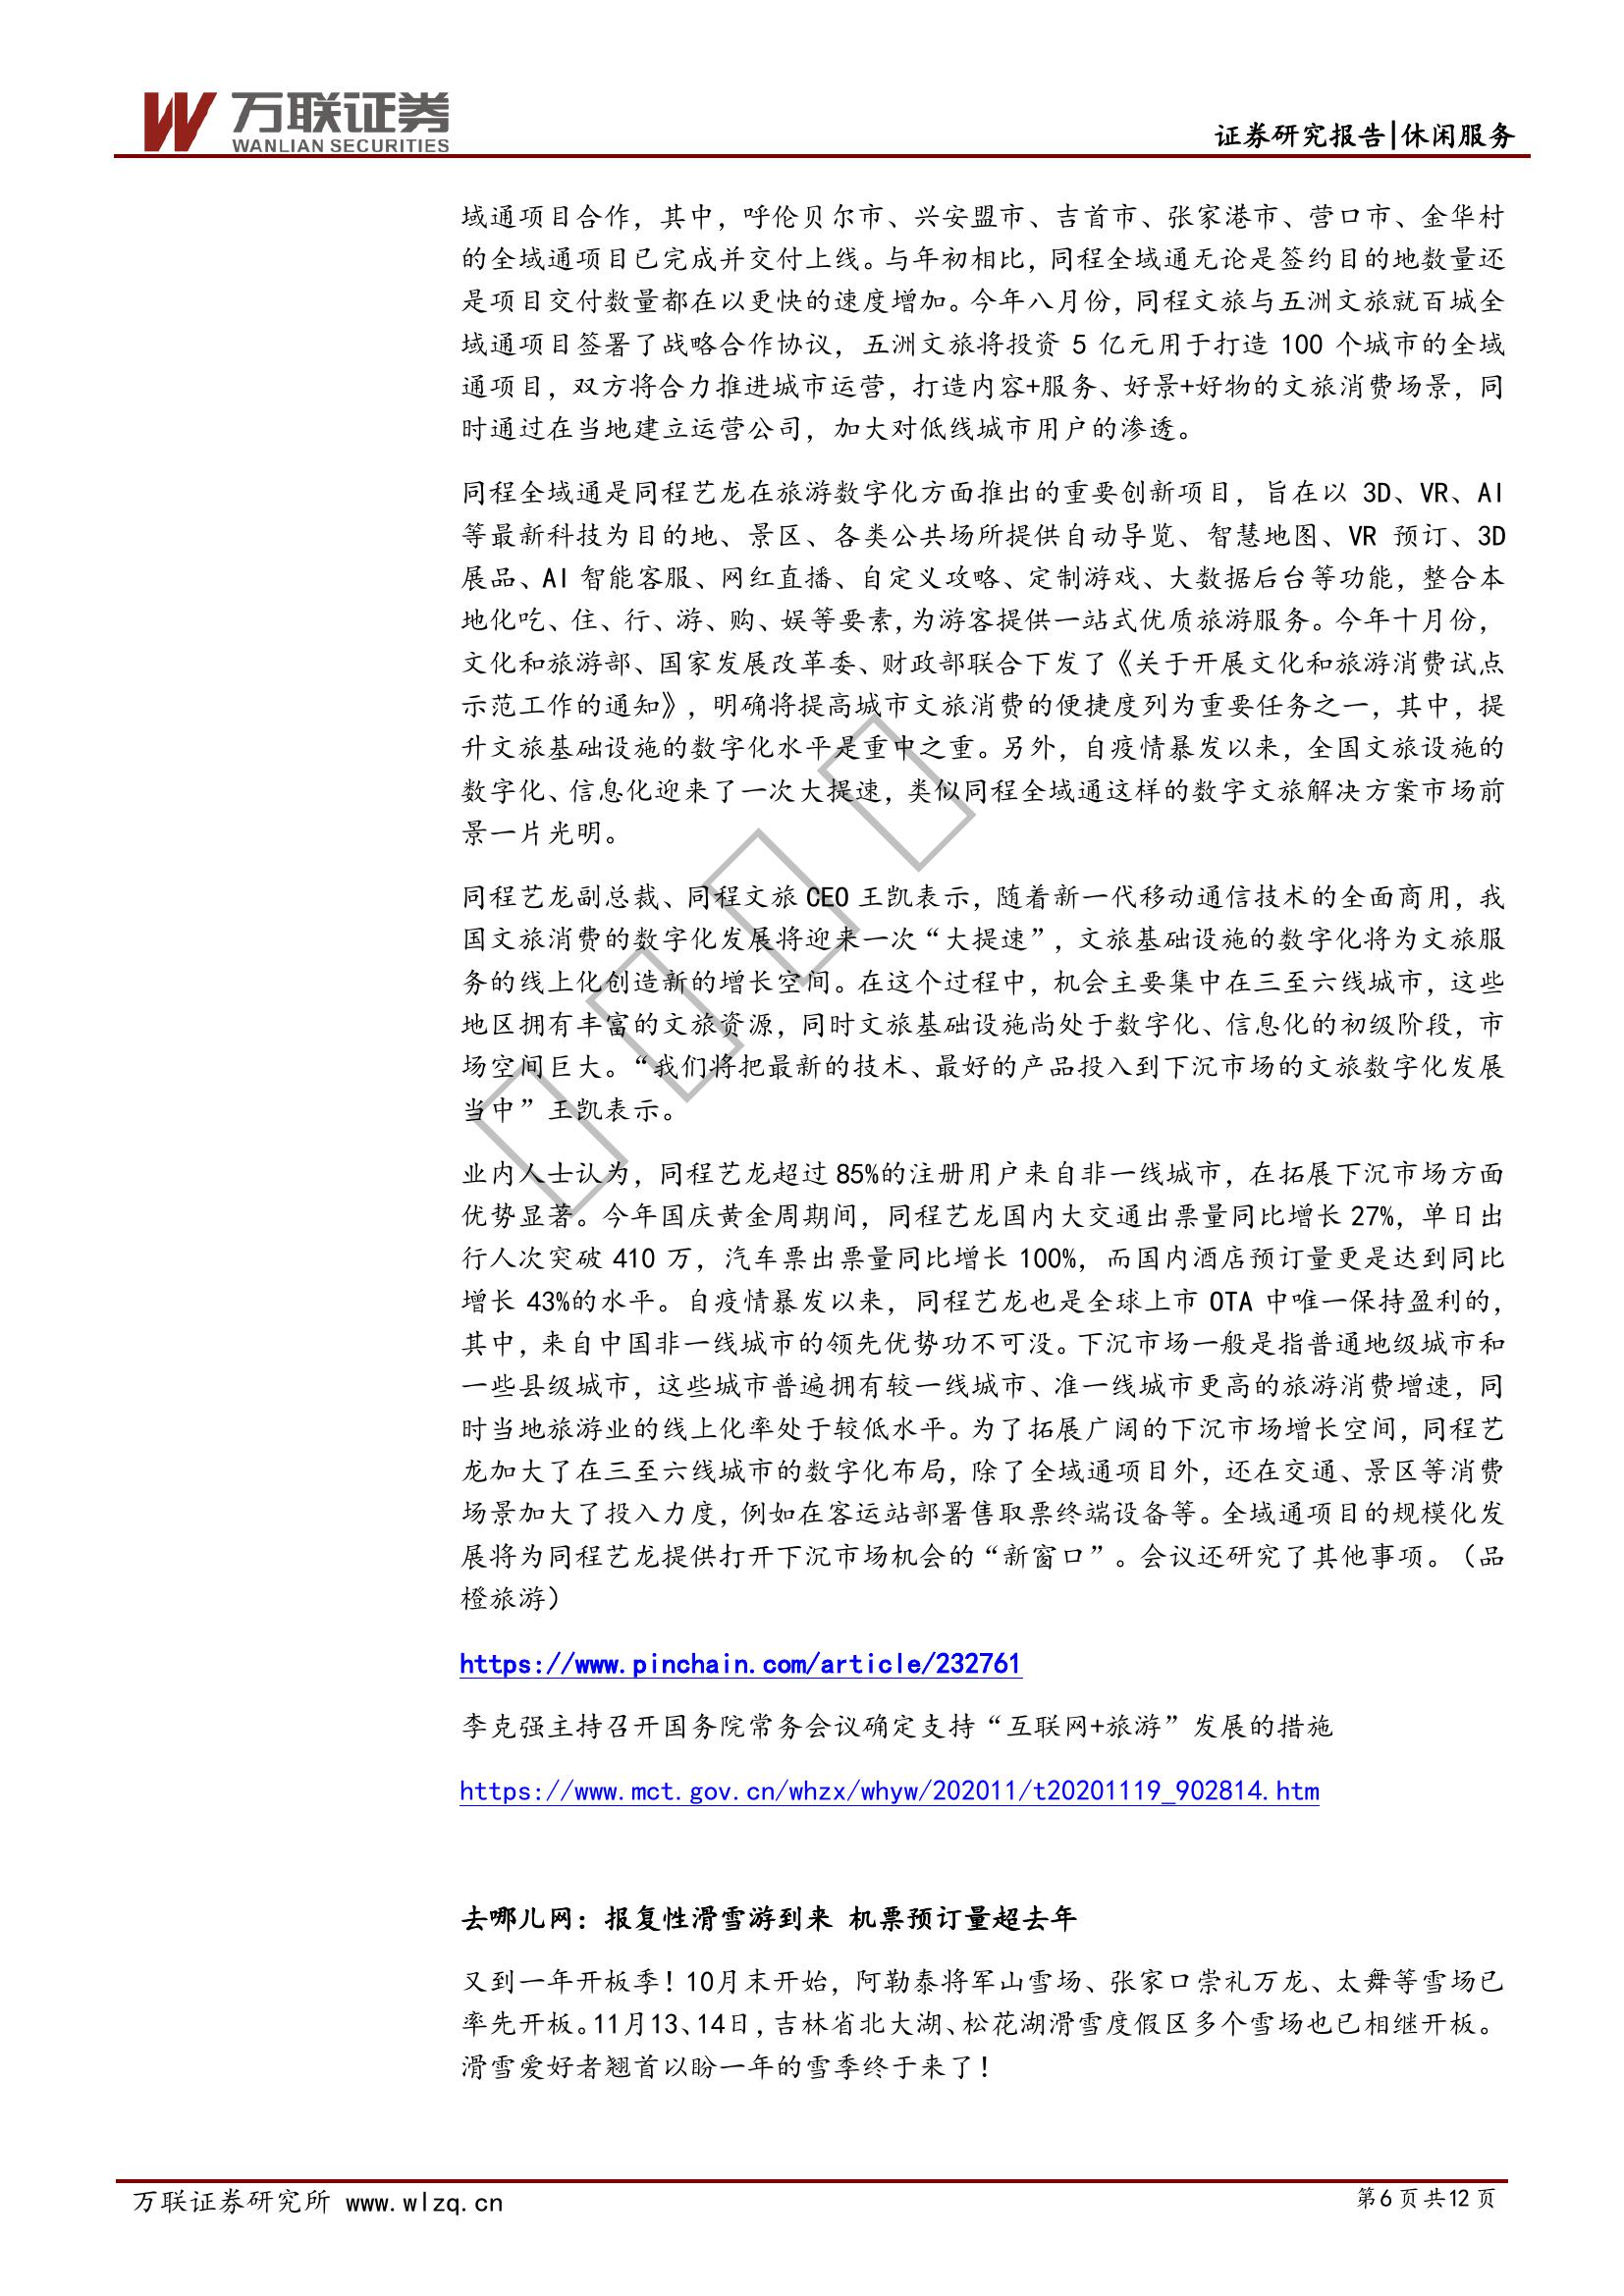 万联证券
WANLIAN SECURITIES
证券研究报告|休闲服务
域通项目合作，其中，呼伦贝尔市、兴安盟市、吉首市、张家港市、营口市、金华村
的全域通项目已完成并交付上线。与年初相比，同程全域通无论是签约目的地数量还
是项目交付数量都在以更快的速度增加。今年八月份，同程文旅与五洲文旅就百城全
域通项目签署了战略合作协议，五洲文旅将投资 5 亿元用于打造 100 个城市的全域
通项目，双方将合力推进城市运营，打造内容+服务、好景+好物的文旅消费场景，同
时通过在当地建立运营公司，加大对低线城市用户的渗透。
同程全域通是同程艺龙在旅游数字化方面推出的重要创新项目，旨在以 3D、VR、AI
等最新科技为目的地、景区、各类公共场所提供自动导览、智慧地图、VR 预订、3D
展品、AI 智能客服、网红直播、自定义攻略、定制游戏、大数据后台等功能，整合本
地化吃、住、行、游、购、娱等要素，为游客提供一站式优质旅游服务。今年十月份，
文化和旅游部、国家发展改革委、财政部联合下发了《关于开展文化和旅游消费试点
示范工作的通知》，明确将提高城市文旅消费的便捷度列为重要任务之一，其中，提
升文旅基础设施的数字化水平是重中之重。另外，自疫情暴发以来，全国文旅设施的
数字化、信息化迎来了一次大提速，类似同程全域通这样的数字文旅解决方案市场前
景一片光明。
同程艺龙副总裁、同程文旅 CEO 王凯表示，随着新一代移动通信技术的全面商用，我
国文旅消费的数字化发展将迎来一次“大提速”，文旅基础设施的数字化将为文旅服
务的线上化创造新的增长空间。在这个过程中，机会主要集中在三至六线城市，这些
地区拥有丰富的文旅资源，同时文旅基础设施尚处于数字化、信息化的初级阶段，市
场空间巨大。“我们将把最新的技术、最好的产品投入到下沉市场的文旅数字化发展
当中”王凯表示。
业内人士认为，同程艺龙超过 85%的注册用户来自非一线城市，在拓展下沉市场方面
优势显著。今年国庆黄金周期间，同程艺龙国内大交通出票量同比增长 27%，单日出
行人次突破 410 万，汽车票出票量同比增长 100%，而国内酒店预订量更是达到同比
增长 43%的水平。自疫情暴发以来，同程艺龙也是全球上市 OTA 中唯一保持盈利的，
其中，来自中国非一线城市的领先优势功不可没。下沉市场一般是指普通地级城市和
一些县级城市，这些城市普遍拥有较一线城市、准一线城市更高的旅游消费增速，同
时当地旅游业的线上化率处于较低水平。为了拓展广阔的下沉市场增长空间，同程艺
龙加大了在三至六线城市的数字化布局，除了全域通项目外，还在交通、景区等消费
场景加大了投入力度，例如在客运站部署售取票终端设备等。全域通项目的规模化发
展将为同程艺龙提供打开下沉市场机会的“新窗口”。会议还研究了其他事项。（品
橙旅游）
https://www.pinchain.com/article/232761
李克强主持召开国务院常务会议确定支持“互联网+旅游”发展的措施
https://www.mct.gov.cn/whzx/whyw/202011/t20201119_902814.htm
去哪儿网：报复性滑雪游到来 机票预订量超去年
又到一年开板季！10月末开始，阿勒泰将军山雪场、张家口崇礼万龙、太舞等雪场已
率先开板。11月13、14日，吉林省北大湖、松花湖滑雪度假区多个雪场也已相继开板。
滑雪爱好者翘首以盼一年的雪季终于来了！
万联证券研究所 www.wlzq.cn
第6页共12页